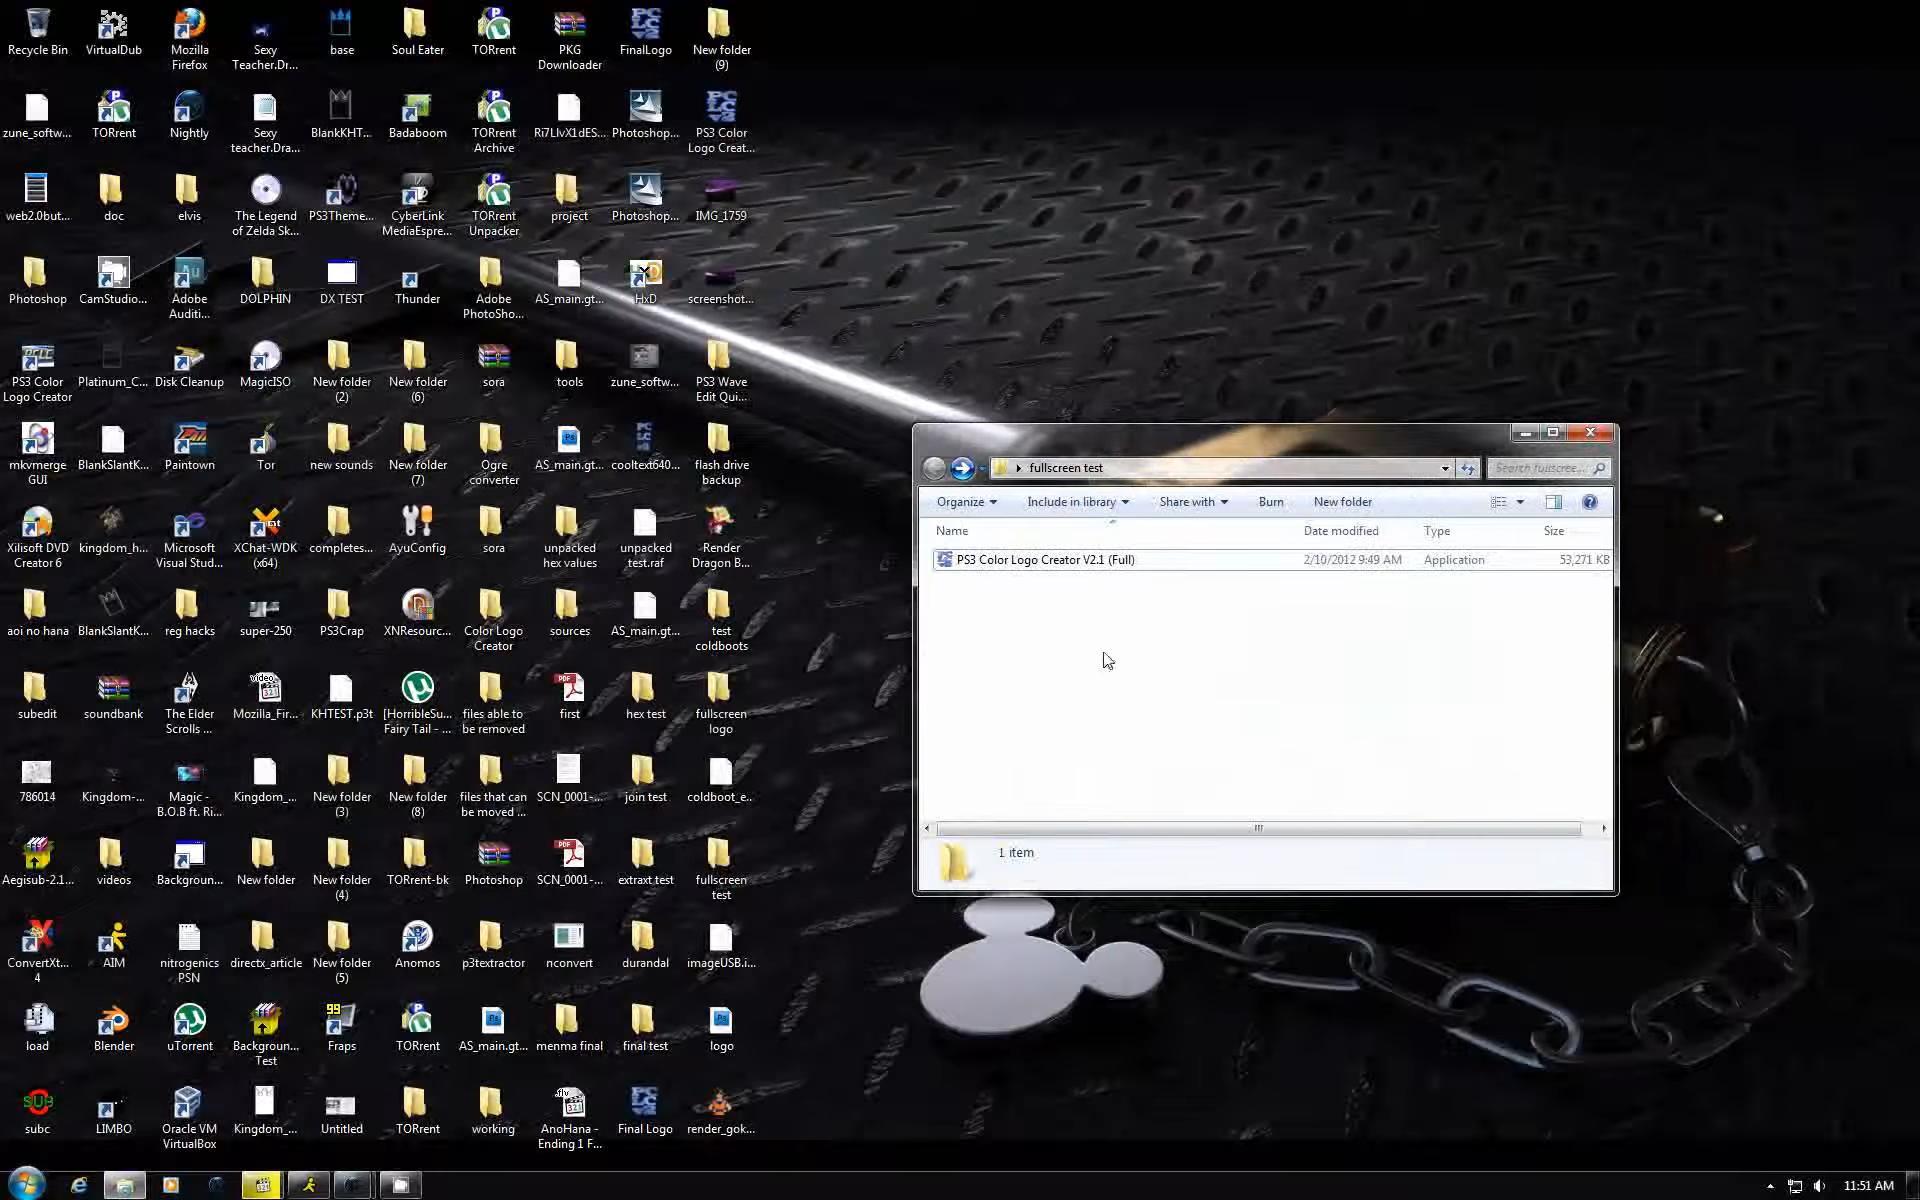 Recycle Bin
VirtualDub
Mozilla
Firefox
Sexy
Teacher.Dr...
base
Soul Eater
TORrent
PKG
Downloader
FinalLogo
New folder
(9)
zune_softw...
TORrent
Nightly
Sexy
teacher.Dra...
BlankKHT...
Badaboom
TORrent
Archive
Ri7LlvX1dES...
Photoshop...
PS3 Color
Logo Creat...
web2.0but...
doc
elvis
The Legend
of Zelda Sk...
PS3Theme...
CyberLink
MediaEspre...
TORrent
Unpacker
project
Photoshop...
IMG_1759
Photoshop
CamStudio...
Adobe
Auditi...
DOLPHIN
DX TEST
Thunder
Adobe
PhotoSho...
AS_main.gt...
HxD
screenshot...
PS3 Color
Logo Creator
Platinum_C...
Disk Cleanup
MagicISO
New folder
(2)
New folder
(6)
sora
tools
zune_softw...
PS3 Wave
Edit Qui...
mkvmerge
GUI
BlankSlantK...
Paintown
Tor
new sounds
New folder
(7)
Ogre
converter
AS_main.gt...
cooltext640...
flash drive
backup
Xilisoft DVD
Creator 6
kingdom_h...
Microsoft
Visual Stud...
XChat-WDK
(x64)
completes...
AyuConfig
sora
unpacked
hex values
unpacked
test.raf
Render
Dragon B...
aoi no hana
BlankSlantK...
reg hacks
super-250
PS3Crap
XNResourc...
Color Logo
Creator
sources
AS_main.gt...
test
coldboots
subedit
soundbank
The Elder
Scrolls ...
Mozilla_Fir...
KHTEST.p3t
[HorribleSu...
Fairy Tail - ...
files able to
be removed
first
hex test
fullscreen
logo
786014
Kingdom-...
Magic -
B.O.B ft. Ri...
Kingdom_...
New folder
(3)
New folder
(8)
files that can
be moved ...
SCN_0001-...
join test
coldboot_e...
Aegisub-2.1...
videos
Backgroun...
New folder
New folder
(4)
TORrent-bk
Photoshop
SCN_0001-...
extraxt test
fullscreen
test
ConvertXt...
4
AIM
nitrogenics
PSN
directx_article
New folder
(5)
Anomos
p3textractor
nconvert
durandal
imageUSB.i...
load
Blender
uTorrent
Backgroun...
Test
Fraps
TORrent
AS_main.gt...
menma final
final test
logo
subc
LIMBO
Oracle VM
VirtualBox
Kingdom_...
Untitled
TORrent
working
AnoHana -
Ending 1 F...
Final Logo
render_gok...
fullscreen test
Search fullscree...
Organize
Include in library
Share with
Burn
New folder
Name
Date modified
Type
Size
PS3 Color Logo Creator V2.1 (Full)
2/10/2012 9:49 AM
Application
53,271 KB
1 item
11:51 AM